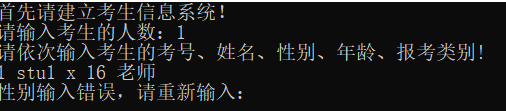 首先请建立考生信息系统！
请输入考生的人数：1
请依次输入考生的考号、姓名、性别、年龄、报考类别！
1 stu1 x 16 老师
性别输入错误，请重新输入：